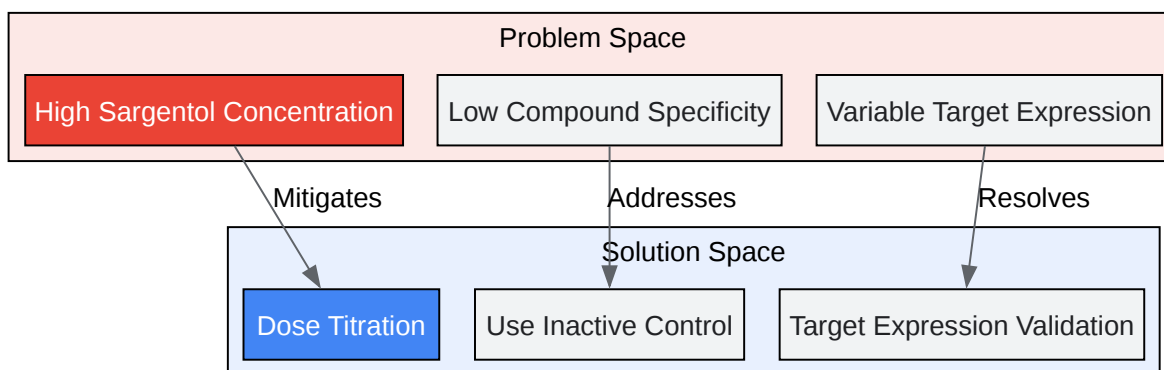 Problem Space
High Sargentol Concentration
Low Compound Specificity
Variable Target Expression
Mitigates
Addresses
Resolves
Solution Space
Dose Titration
Use Inactive Control
Target Expression Validation